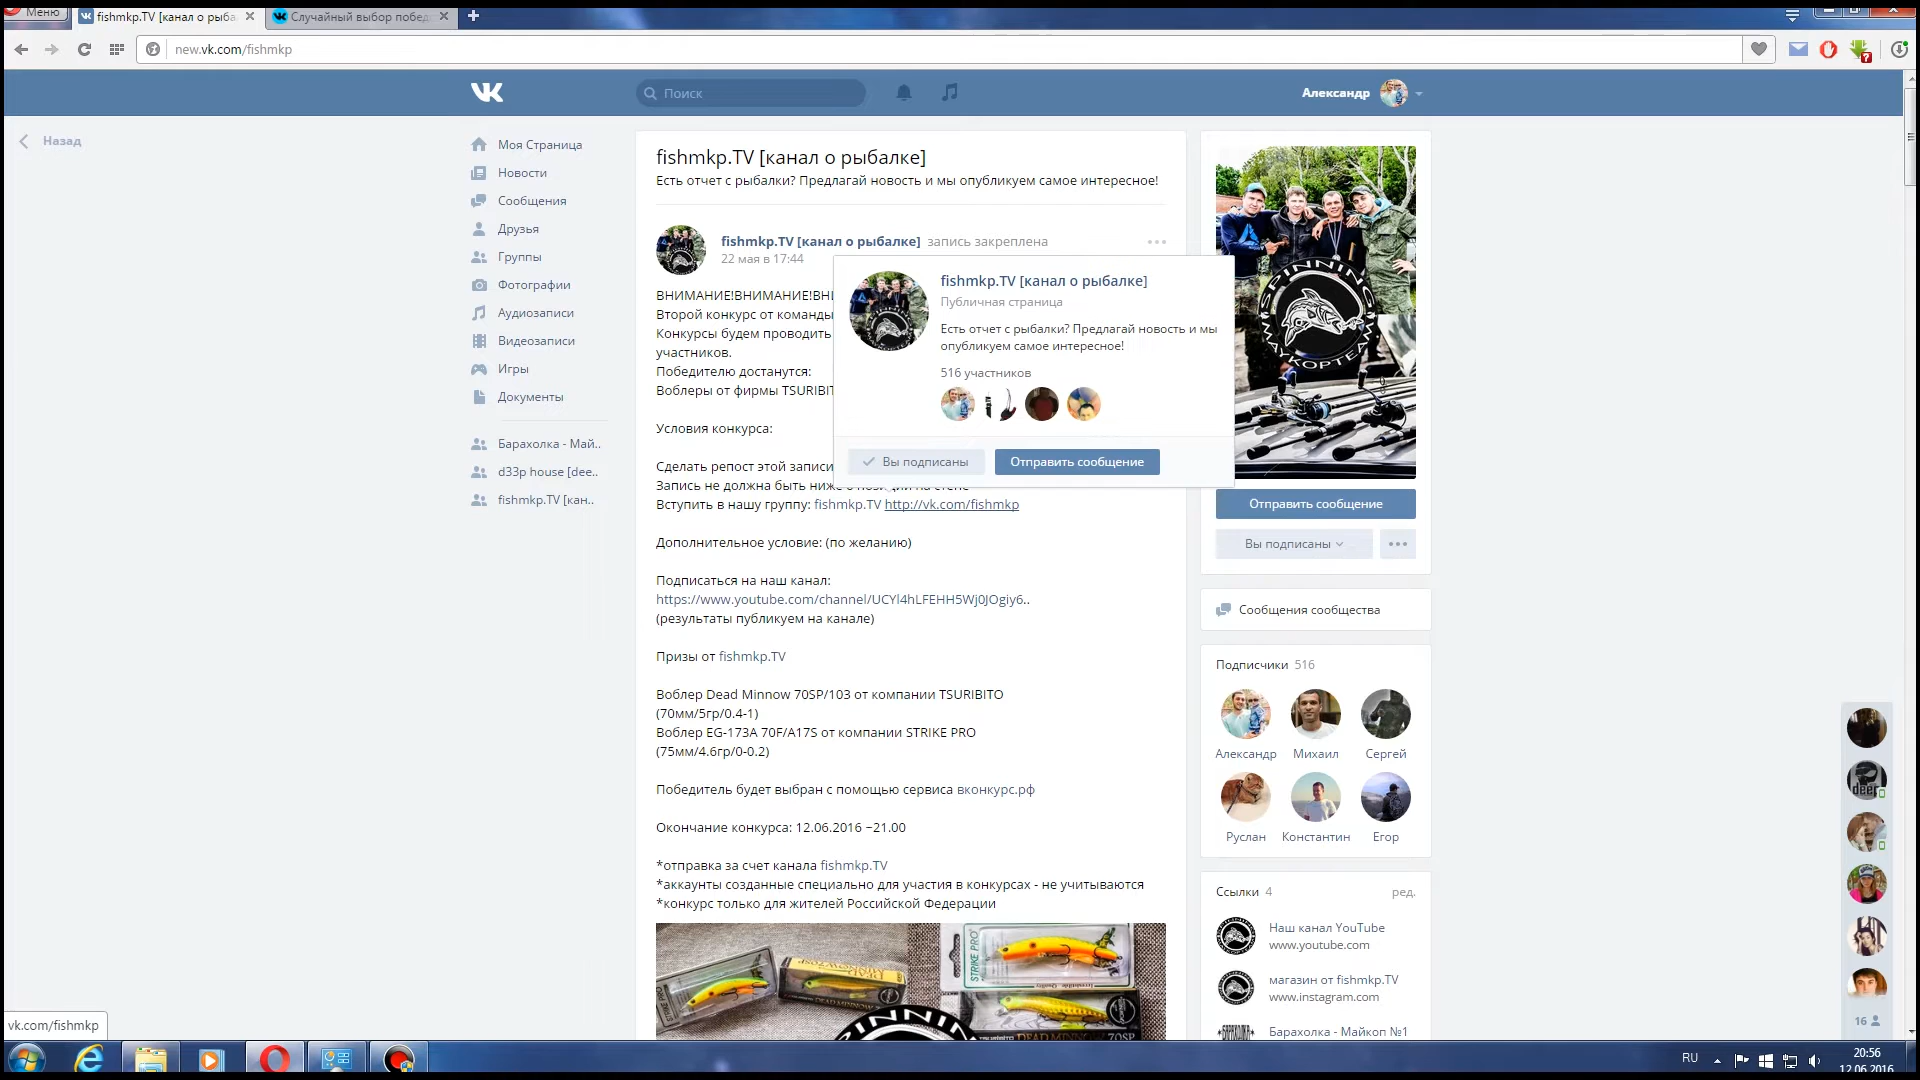 Меню
fishmkp.TV [канал о рыба
Случайный выбор побед
new.vk.com/fishmkp
Поиск
Александр
Назад
Моя Страница
Новости
Сообщения
Друзья
Группы
Фотографии
Аудиозаписи
Видеозаписи
Игры
Документы
Барахолка - Май..
d33p house [dee..
fishmkp.TV [кан..
fishmkp.TV [канал о рыбалке]
Есть отчет с рыбалки? Предлагай новость и мы опубликуем самое интересное!
fishmkp.TV [канал о рыбалке] запись закреплена
22 мая в 17:44
ВНИМАНИЕ!ВНИМАНИЕ!ВНИ
Второй конкурс от команды
Конкурсы будем проводить
участников.
Победителю достанутся:
Воблеры от фирмы TSURIBIT
Условия конкурса:
Сделать репост этой записи
Запись не должна быть ниже
Вступить в нашу группу: fishmkp.TV http://vk.com/fishmkp
Дополнительное условие: (по желанию)
Подписаться на наш канал:
https://www.youtube.com/channel/UCYl4hLFEHH5Wj0JOgiy6..
(результаты публикуем на канале)
Призы от fishmkp.TV
Воблер Dead Minnow 70SP/103 от компании TSURIBITO
(70мм/5гр/0.4-1)
Воблер EG-173A 70F/A17S от компании STRIKE PRO
(75мм/4.6гр/0-0.2)
Победитель будет выбран с помощью сервиса вконкурс.рф
Окончание конкурса: 12.06.2016 ~21.00
*отправка за счет канала fishmkp.TV
*аккаунты созданные специально для участия в конкурсах - не учитываются
*конкурс только для жителей Российской Федерации
STRIKE PRO
DEAD MINNOW
DEAD MINNOW
70SP
SPINNING
fishmkp.TV [канал о рыбалке]
Публичная страница
Есть отчет с рыбалки? Предлагай новость и мы
опубликуем самое интересное!
516 участников
Вы подписаны
Отправить сообщение
SPINNING
MAYKOPTEAM
Отправить сообщение
Вы подписаны
Сообщения сообщества
Подписчики 516
Александр
Михаил
Сергей
Руслан
Константин
Егор
Ссылки 4
ред.
Наш канал YouTube
www.youtube.com
магазин от fishmkp.TV
www.instagram.com
Барахолка - Майкоп №1
deep
16
vk.com/fishmkp
RU
20:56
12.06.2016